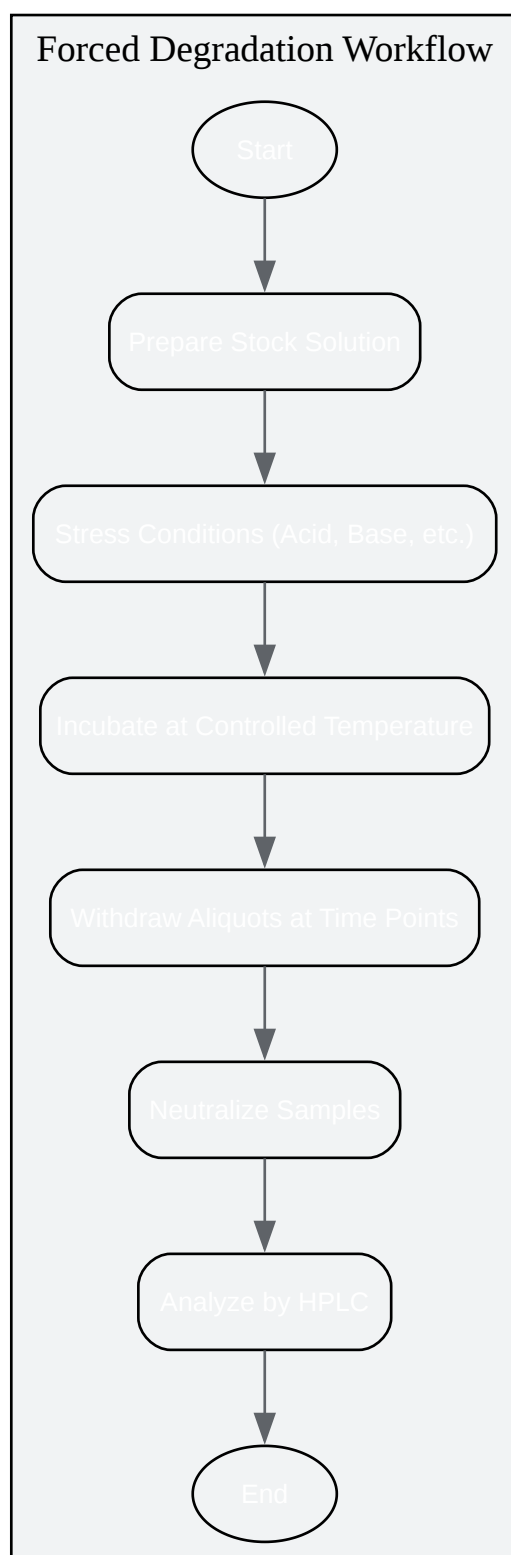 Forced Degradation Workflow
Start
Prepare Stock Solution
Stress Conditions (Acid, Base, etc.)
Incubate at Controlled Temperature
Withdraw Aliquots at Time Points
Neutralize Samples
Analyze by HPLC
End